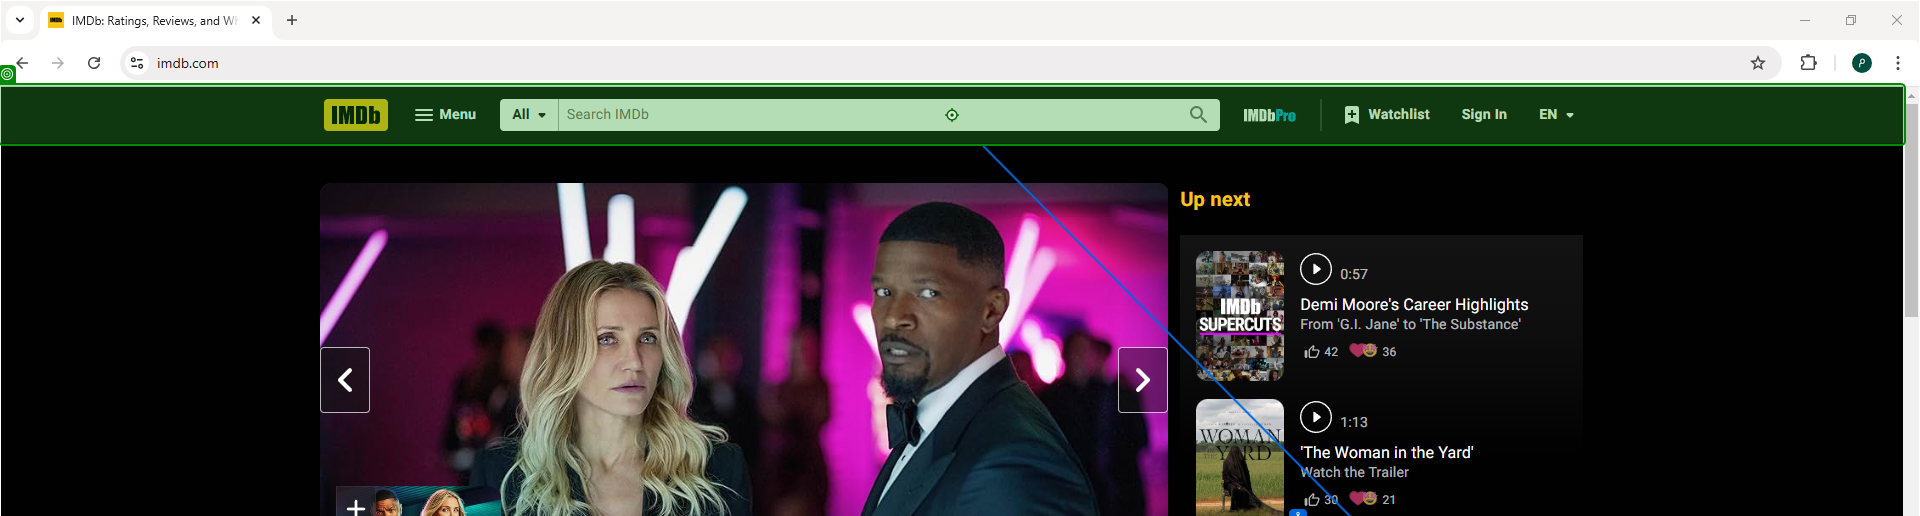 IMDb: Ratings, Reviews, and Wh
imdb.com
P
IMDb
Menu
All
Search IMDb
IMDbPro
Watchlist
Sign In
EN
Up next
IMDb
SUPERCUTS
0:57
Demi Moore's Career Highlights
From 'G.I. Jane' to 'The Substance'
42
36
WOMAN
YARD
1:13
'The Woman in the Yard'
Watch the Trailer
30
21